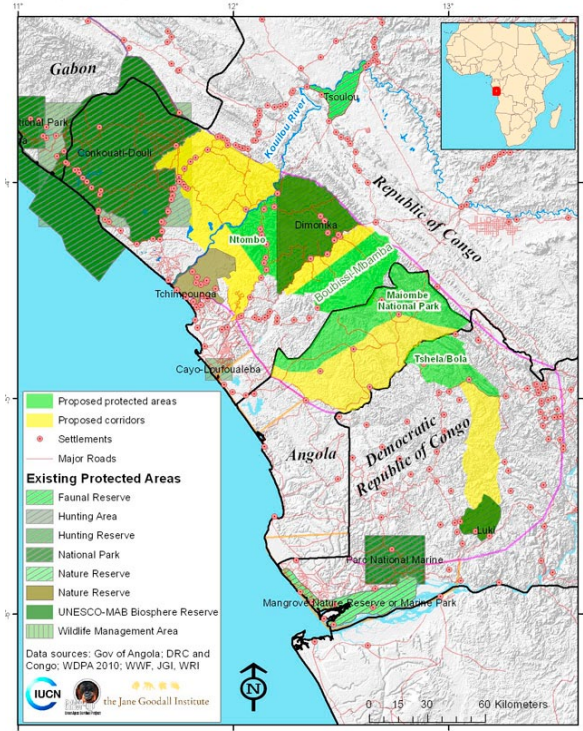 11°
12°
13°
Gabon
Tsoulou
Kouilou River
Conkouati-Douli
Republic of Congo
Dimonika
Ntombo
Boubissi-Mbamba
Tchimpounga
Maiombe
National Park
Tshela/Bola
Cayo-Loufoualeba
Angola
Democratic
Republic of Congo
Luki
Parc National Marine
Mangrove Nature Reserve or Marine Park
Proposed protected areas
Proposed corridors
Settlements
Major Roads
Existing Protected Areas
Faunal Reserve
Hunting Area
Hunting Reserve
National Park
Nature Reserve
Nature Reserve
UNESCO-MAB Biosphere Reserve
Wildlife Management Area
Data sources: Gov of Angola; DRC and
Congo; WDPA 2010; WWF, JGI, WRI
IUCN
the Jane Goodall Institute
N
0 15 30 60 Kilometers